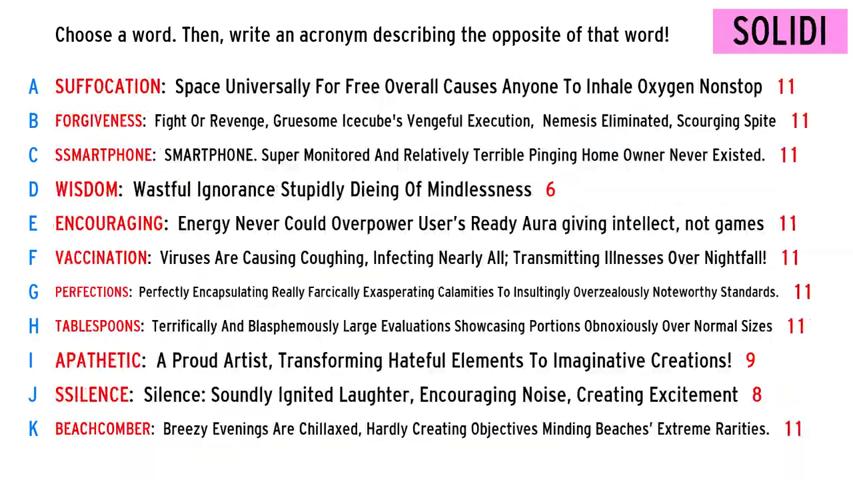 Choose a word. Then, write an acronym describing the opposite of that word!
SOLIDI
A SUFFOCATION: Space Universally For Free Overall Causes Anyone To Inhale Oxygen Nonstop 11
B FORGIVENESS: Fight Or Revenge, Gruesome Icecube's Vengeful Execution, Nemesis Eliminated, Scourging Spite 11
C SSMARTPHONE: SMARTPHONE. Super Monitored And Relatively Terrible Pinging Home Owner Never Existed. 11
D WISDOM: Wastful Ignorance Stupidly Dieing Of Mindlessness 6
E ENCOURAGING: Energy Never Could Overpower User's Ready Aura giving intellect, not games 11
F VACCINATION: Viruses Are Causing Coughing, Infecting Nearly All; Transmitting Illnesses Over Nightfall! 11
G PERFECTIONS: Perfectly Encapsulating Really Farcically Exasperating Calamities To Insultingly Overzealously Noteworthy Standards. 11
H TABLESPOONS: Terrifically And Blasphemously Large Evaluations Showcasing Portions Obnoxiously Over Normal Sizes 11
I APATHETIC: A Proud Artist, Transforming Hateful Elements To Imaginative Creations! 9
J SSILENCE: Silence: Soundly Ignited Laughter, Encouraging Noise, Creating Excitement 8
K BEACHCOMBER: Breezy Evenings Are Chillaxed, Hardly Creating Objectives Minding Beaches' Extreme Rarities. 11